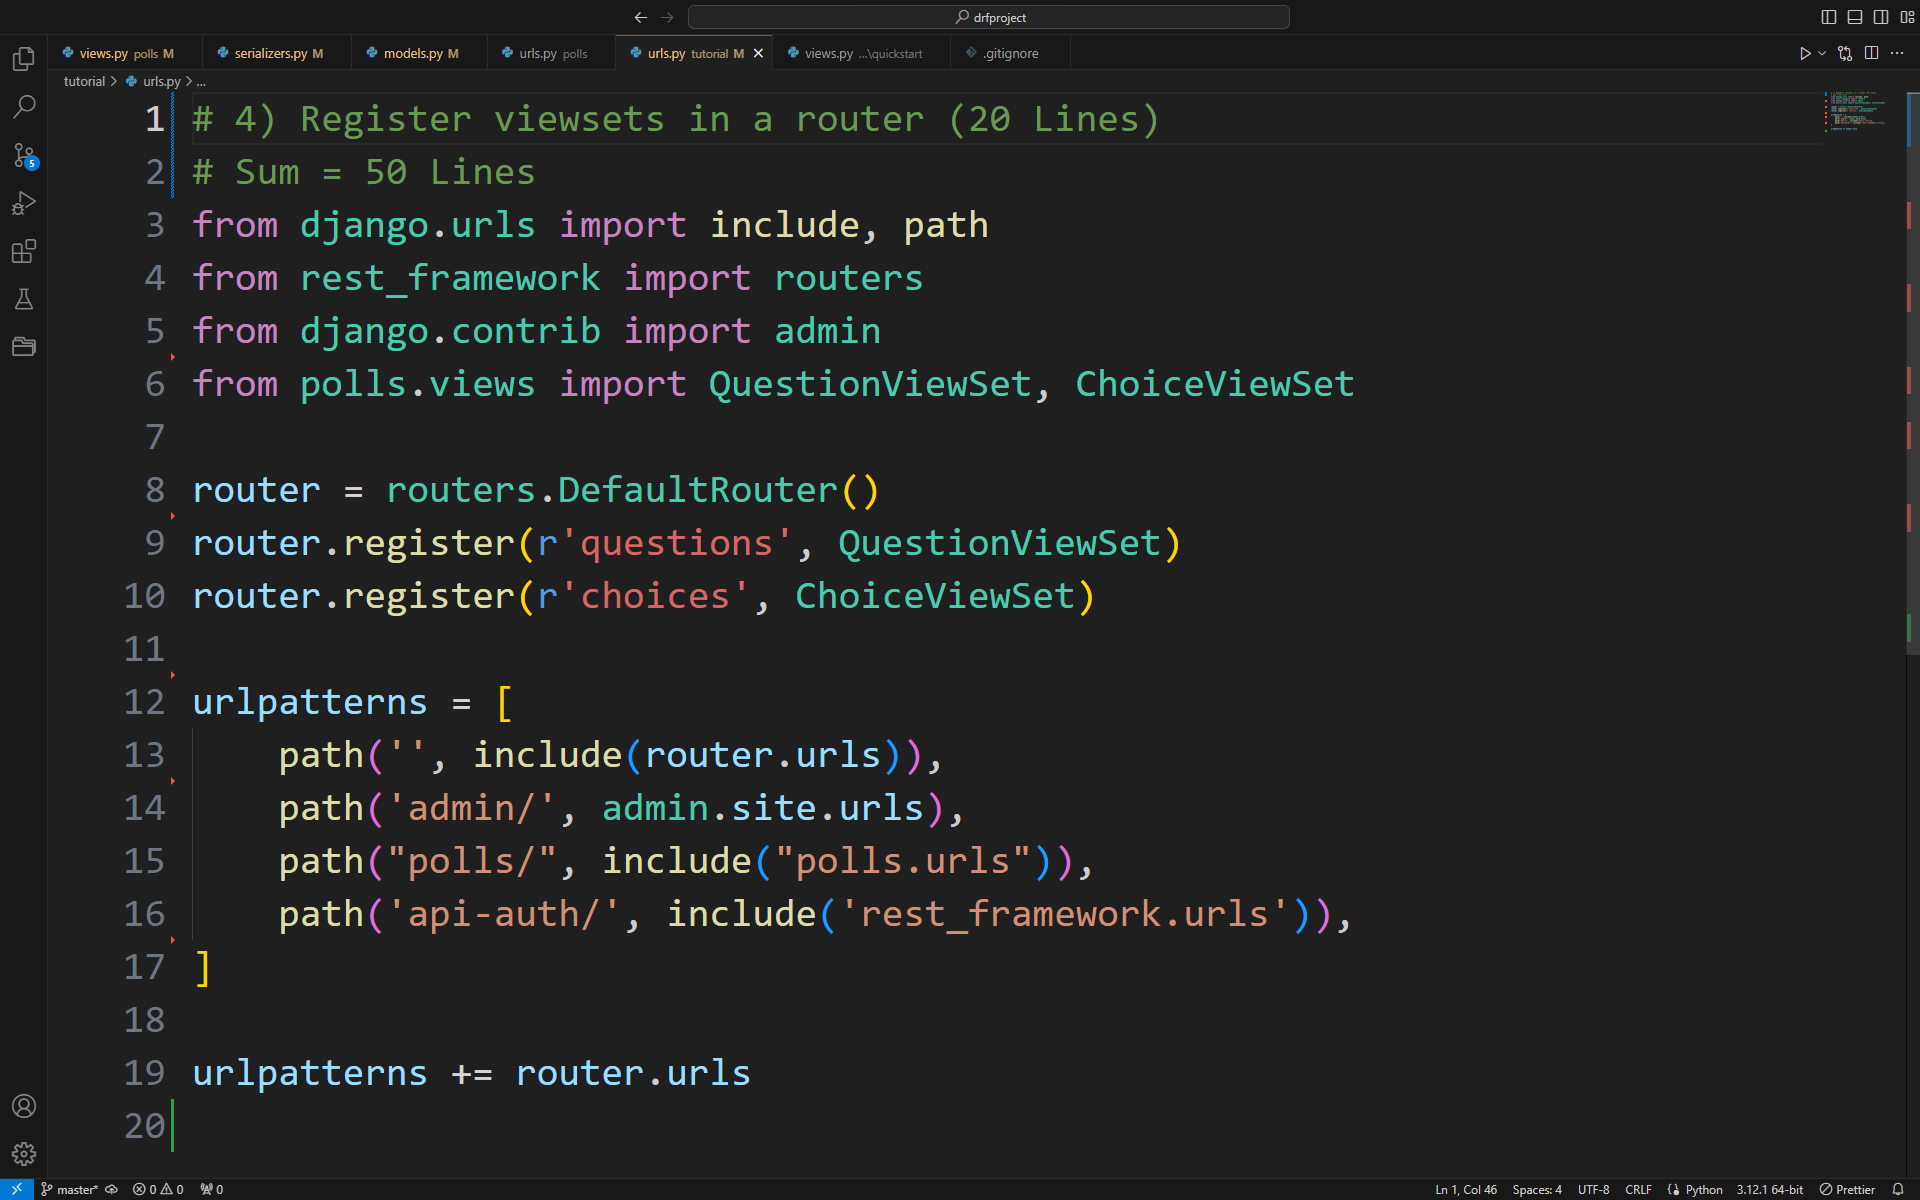 drfproject
views.py polls M
serializers.py M
models.py M
urls.py polls
urls.py tutorial M
views.py ...\quickstart
.gitignore
tutorial > urls.py > ...
1 # 4) Register viewsets in a router (20 Lines)
2 # Sum = 50 Lines
3 from django.urls import include, path
4 from rest_framework import routers
5 from django.contrib import admin
6 from polls.views import QuestionViewSet, ChoiceViewSet
7
8 router = routers.DefaultRouter()
9 router.register(r'questions', QuestionViewSet)
10 router.register(r'choices', ChoiceViewSet)
11
12 urlpatterns = [
13     path('', include(router.urls)),
14     path('admin/', admin.site.urls),
15     path("polls/", include("polls.urls")),
16     path('api-auth/', include('rest_framework.urls')),
17 ]
18
19 urlpatterns += router.urls
20
5
master* 0 0 0
Ln 1, Col 46 Spaces: 4 UTF-8 CRLF Python 3.12.1 64-bit Prettier